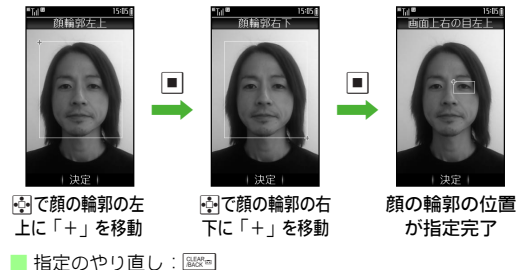 15:05
顔輪郭左上
決定
15:05
顔輪郭右下
決定
15:05
画面上右の目左上
決定
で顔の輪郭の左
上に「＋」を移動
で顔の輪郭の右
下に「＋」を移動
顔の輪郭の位置
が指定完了
指定のやり直し：CLEAR
/BACK